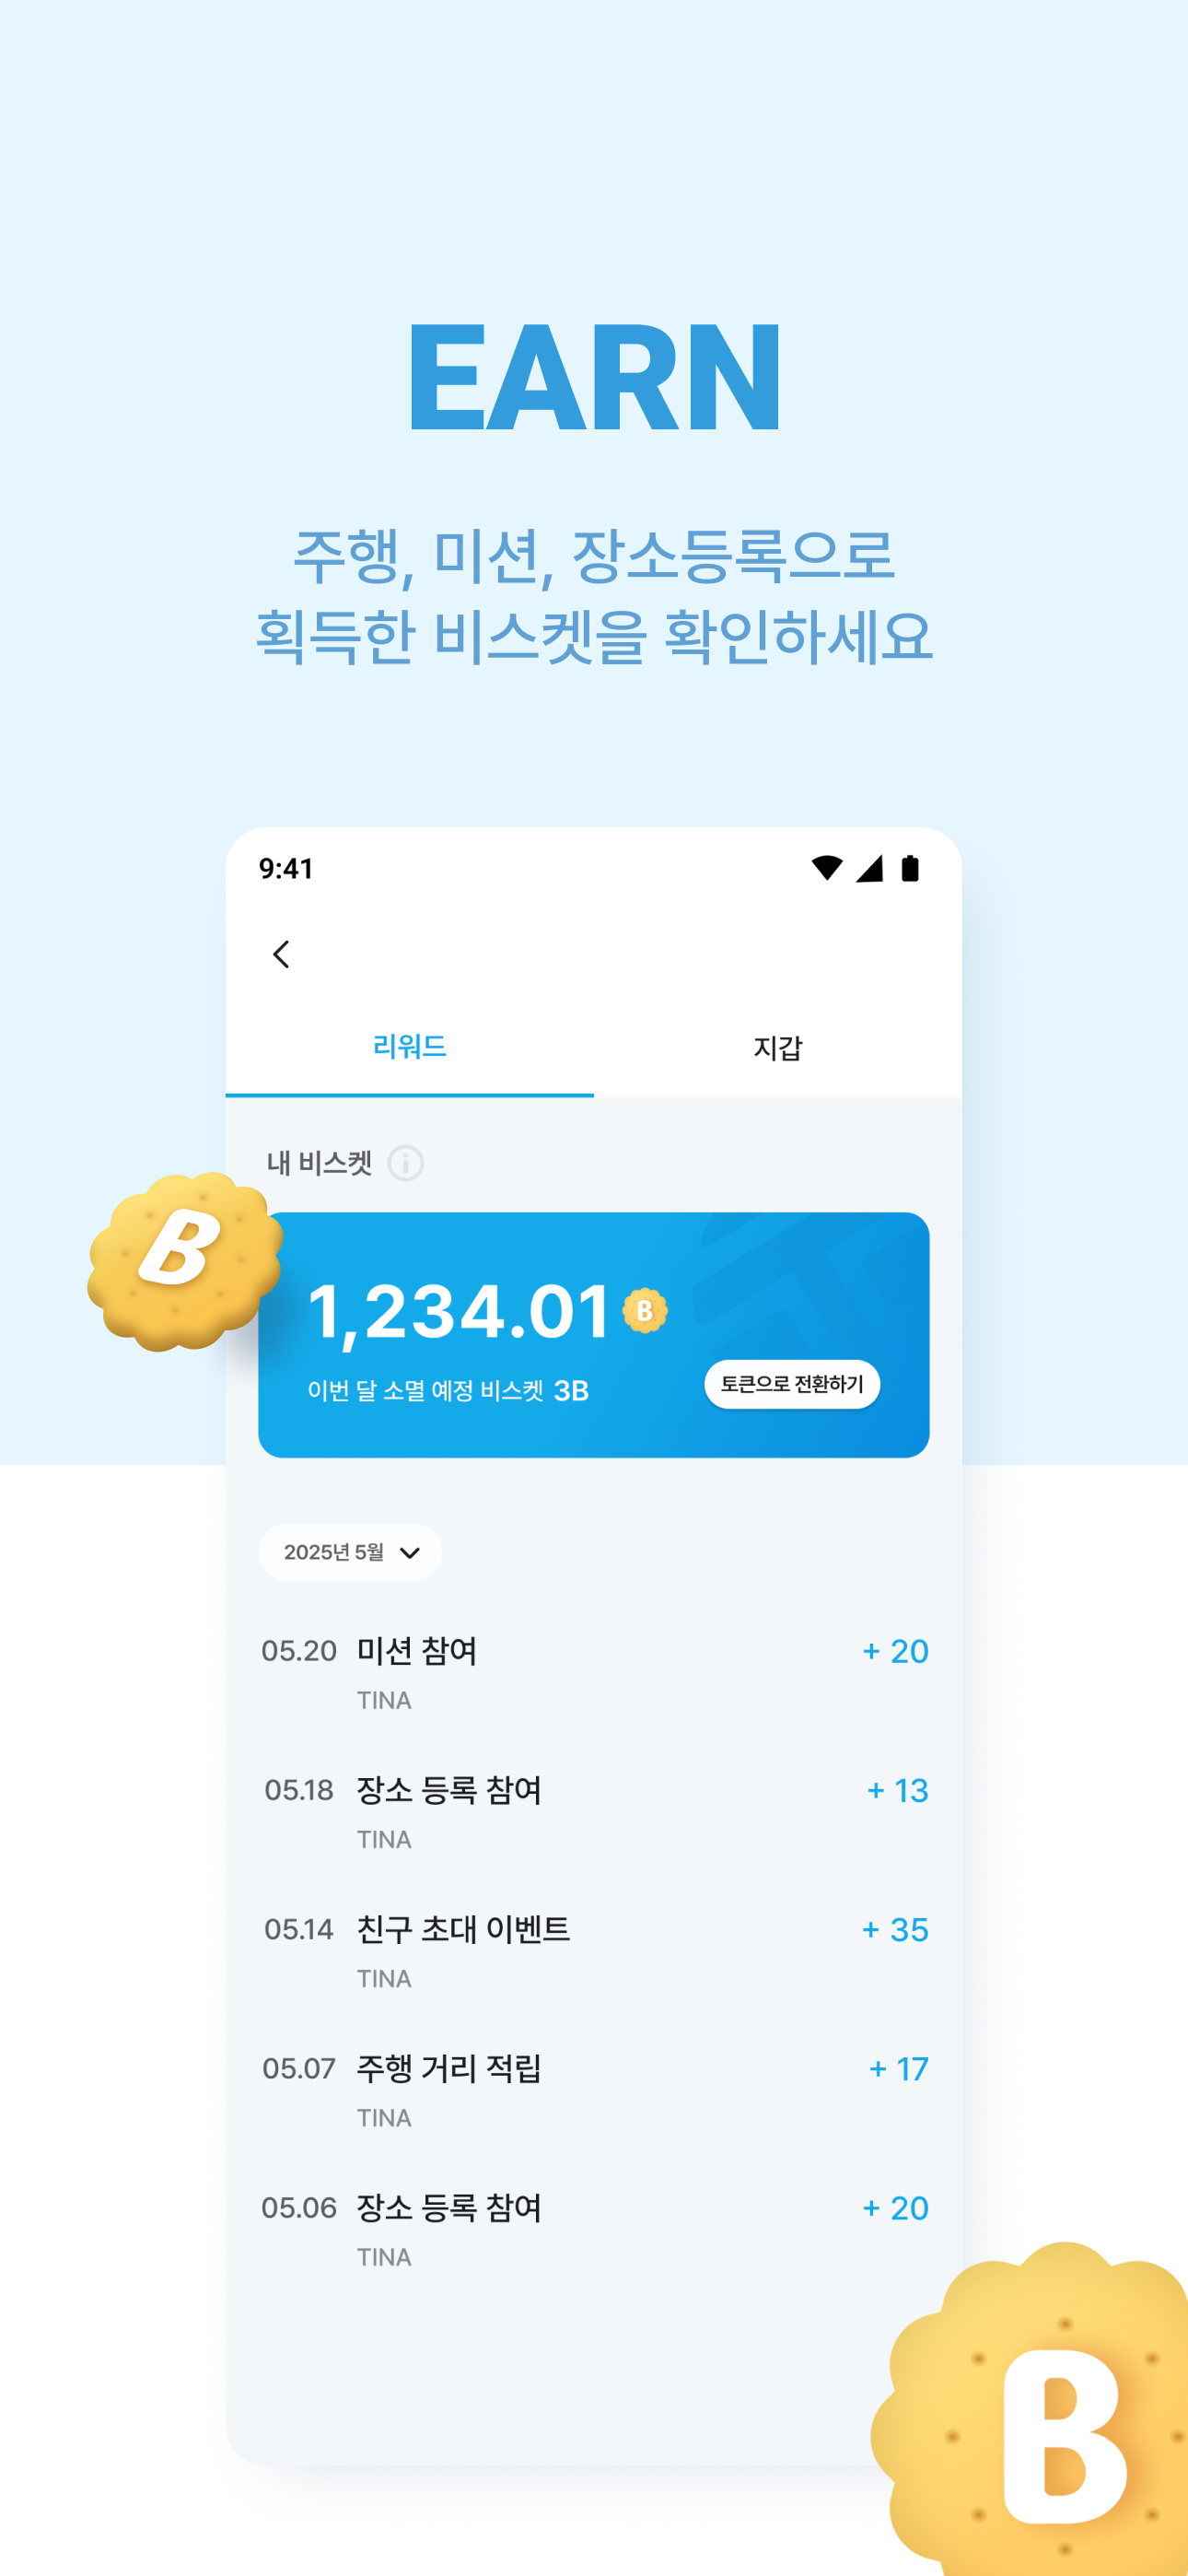 EARN
주행, 미션, 장소등록으로
획득한 비스켓을 확인하세요
9:41
리워드 지갑
내 비스켓
B
1,234.01 B
이번 달 소멸 예정 비스켓 3B
토큰으로 전환하기
2025년 5월
05.20 미션 참여 + 20
TINA
05.18 장소 등록 참여 + 13
TINA
05.14 친구 초대 이벤트 + 35
TINA
05.07 주행 거리 적립 + 17
TINA
05.06 장소 등록 참여 + 20
TINA
B